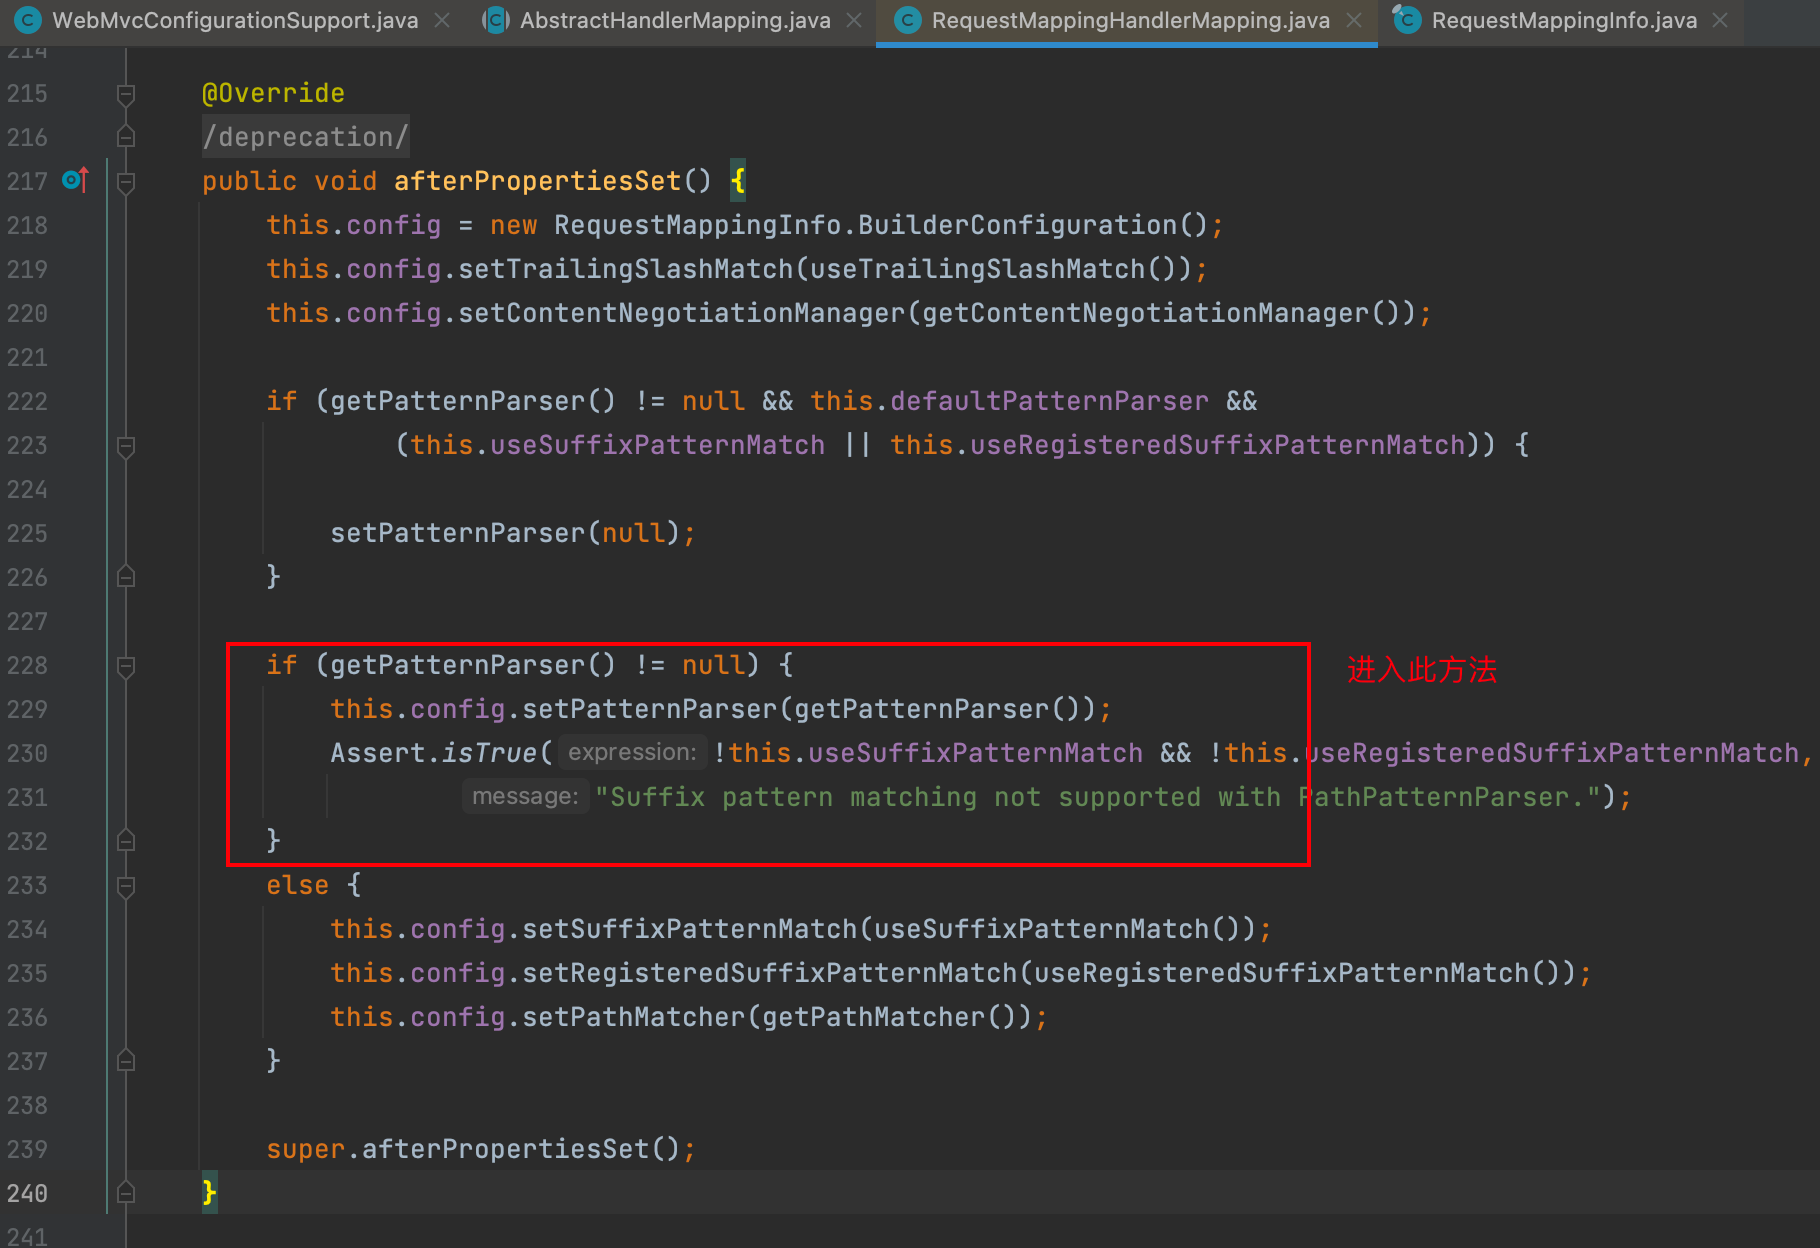 WebMvcConfigurationSupport.java AbstractHandlerMapping.java RequestMappingHandlerMapping.java RequestMappingInfo.java
214
215 @Override
216 /deprecation/
217 public void afterPropertiesSet() {
218 this.config = new RequestMappingInfo.BuilderConfiguration();
219 this.config.setTrailingSlashMatch(useTrailingSlashMatch());
220 this.config.setContentNegotiationManager(getContentNegotiationManager());
221
222 if (getPatternParser() != null && this.defaultPatternParser &&
223 (this.useSuffixPatternMatch || this.useRegisteredSuffixPatternMatch)) {
224
225 setPatternParser(null);
226 }
227
228 if (getPatternParser() != null) { 进入此方法
229 this.config.setPatternParser(getPatternParser());
230 Assert.isTrue( expression: !this.useSuffixPatternMatch && !this.useRegisteredSuffixPatternMatch,
231 message: "Suffix pattern matching not supported with PathPatternParser.");
232 }
233 else {
234 this.config.setSuffixPatternMatch(useSuffixPatternMatch());
235 this.config.setRegisteredSuffixPatternMatch(useRegisteredSuffixPatternMatch());
236 this.config.setPathMatcher(getPathMatcher());
237 }
238
239 super.afterPropertiesSet();
240 }
241